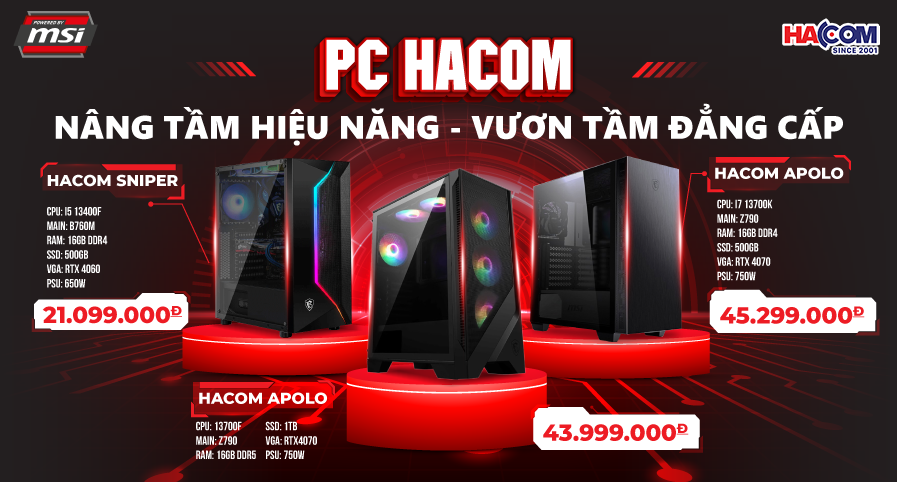 POWERED BY
msi
HACOM
SINCE 2001
PC HACOM
NÂNG TẦM HIỆU NĂNG - VƯƠN TẦM ĐẲNG CẤP
HACOM SNIPER
CPU: I5 13400F
MAIN: B760M
RAM: 16GB DDR4
SSD: 500GB
VGA: RTX 4060
PSU: 650W
21.099.000Đ
HACOM APOLO
CPU: I7 13700K
MAIN: Z790
RAM: 16GB DDR4
SSD: 500GB
VGA: RTX 4070
PSU: 750W
45.299.000Đ
HACOM APOLO
CPU: 13700F
MAIN: Z790
RAM: 16GB DDR5
SSD: 1TB
VGA: RTX4070
PSU: 750W
43.999.000Đ